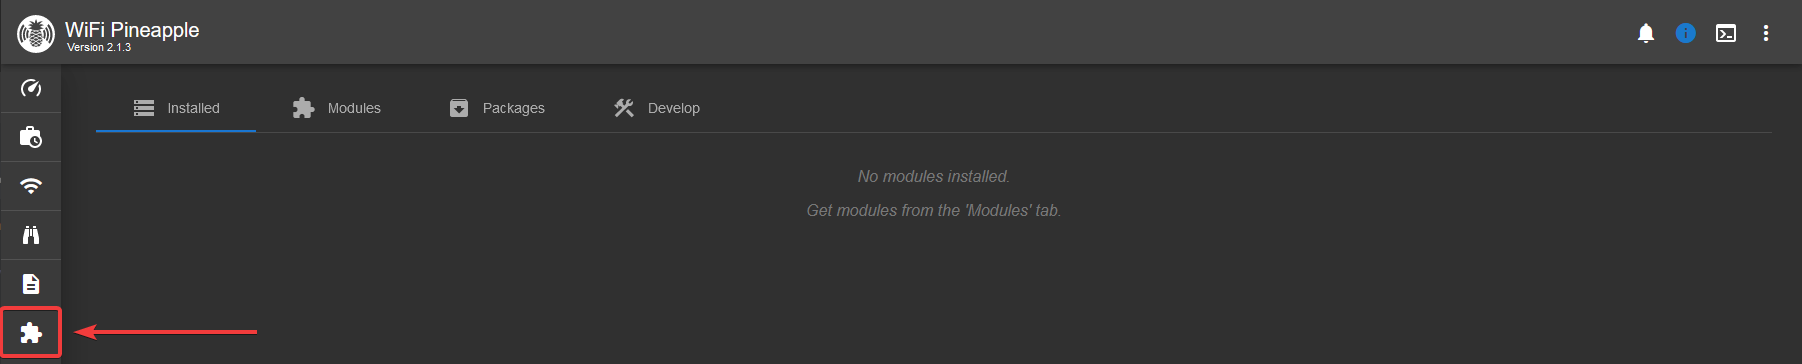 WiFi Pineapple
Version 2.1.3
Installed
Modules
Packages
Develop
No modules installed.
Get modules from the 'Modules' tab.